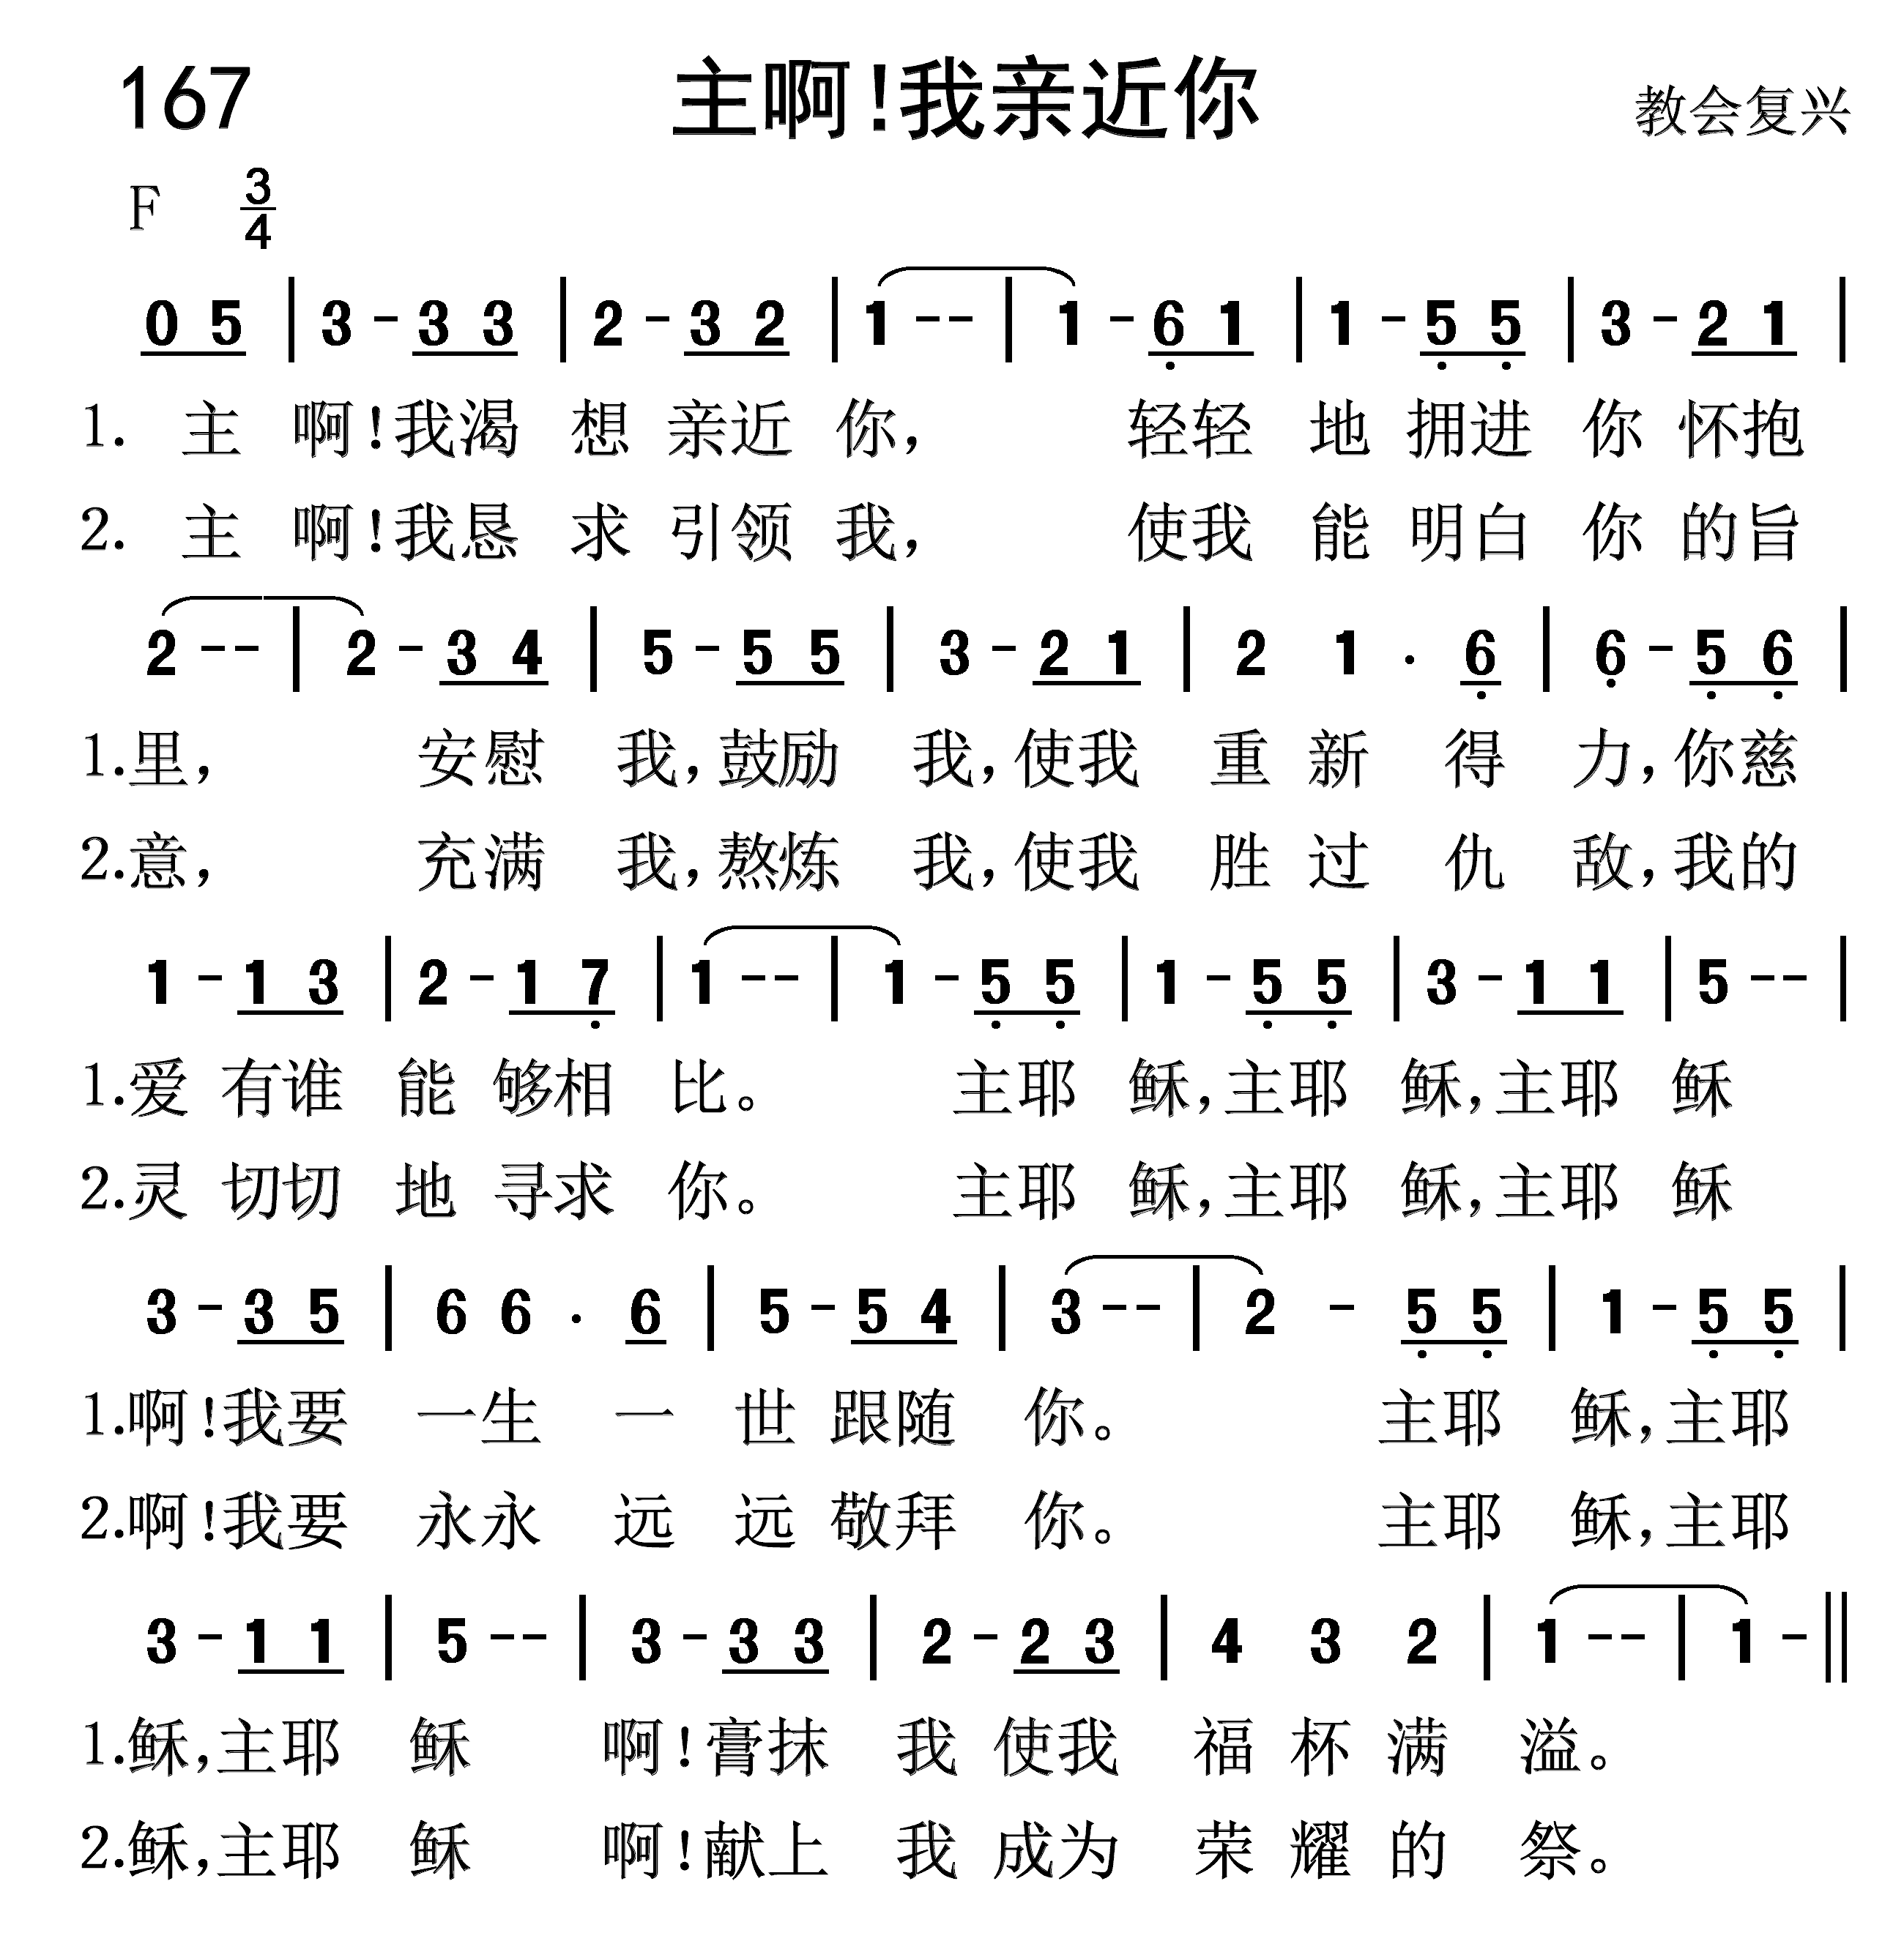 167 主啊!我亲近你 教会复兴
F 3/4
0 5 | 3 - 3 3 | 2 - 3 2 | 1 - - | 1 - 6̣ 1 | 1 - 5̣ 5̣ | 3 - 2 1 |
1. 主 啊!我渴 想 亲近 你, 轻轻 地 拥进 你 怀抱
2. 主 啊!我恳 求 引领 我, 使我 能 明白 你 的旨
2 - - | 2 - 3 4 | 5 - 5 5 | 3 - 2 1 | 2 1 · 6̣ | 6̣ - 5̣ 6̣ |
1.里, 安慰 我,鼓励 我,使我 重 新 得 力,你慈
2.意, 充满 我,熬炼 我,使我 胜 过 仇 敌,我的
1 - 1 3 | 2 - 1 7̣ | 1 - - | 1 - 5̣ 5̣ | 1 - 5̣ 5̣ | 3 - 1 1 | 5 - - |
1.爱 有谁 能 够相 比。 主耶 稣,主耶 稣,主耶 稣
2.灵 切切 地 寻求 你。 主耶 稣,主耶 稣,主耶 稣
3 - 3 5 | 6 6 · 6 | 5 - 5 4 | 3 - - | 2 - 5̣ 5̣ | 1 - 5̣ 5̣ |
1.啊!我要 一生 一 世 跟随 你。 主耶 稣,主耶
2.啊!我要 永永 远 远 敬拜 你。 主耶 稣,主耶
3 - 1 1 | 5 - - | 3 - 3 3 | 2 - 2 3 | 4 3 2 | 1 - - | 1 - ||
1.稣,主耶 稣 啊!膏抹 我 使我 福 杯 满 溢。
2.稣,主耶 稣 啊!献上 我 成为 荣 耀 的 祭。